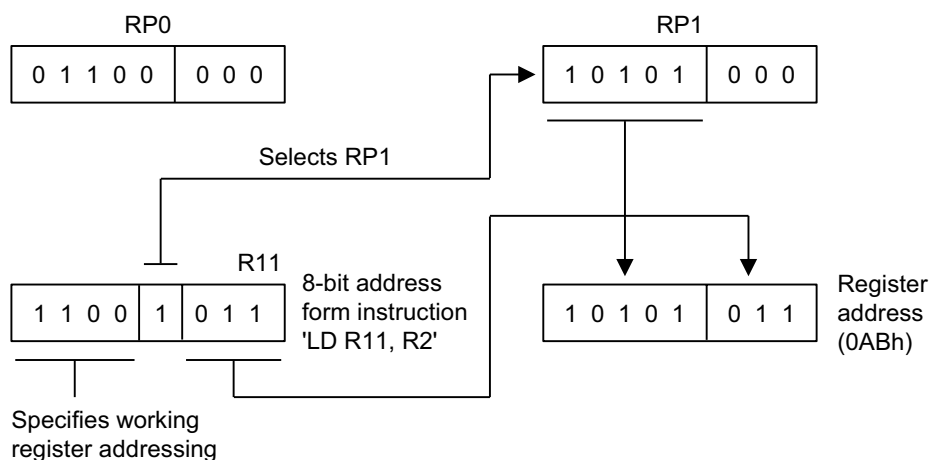 RP0
RP1
0 1 1 0 0 0 0 0
1 0 1 0 1 0 0 0
Selects RP1
R11
1 1 0 0 1 0 1 1
8-bit address
form instruction
'LD R11, R2'
1 0 1 0 1 0 1 1
Register
address
(0ABh)
Specifies working
register addressing